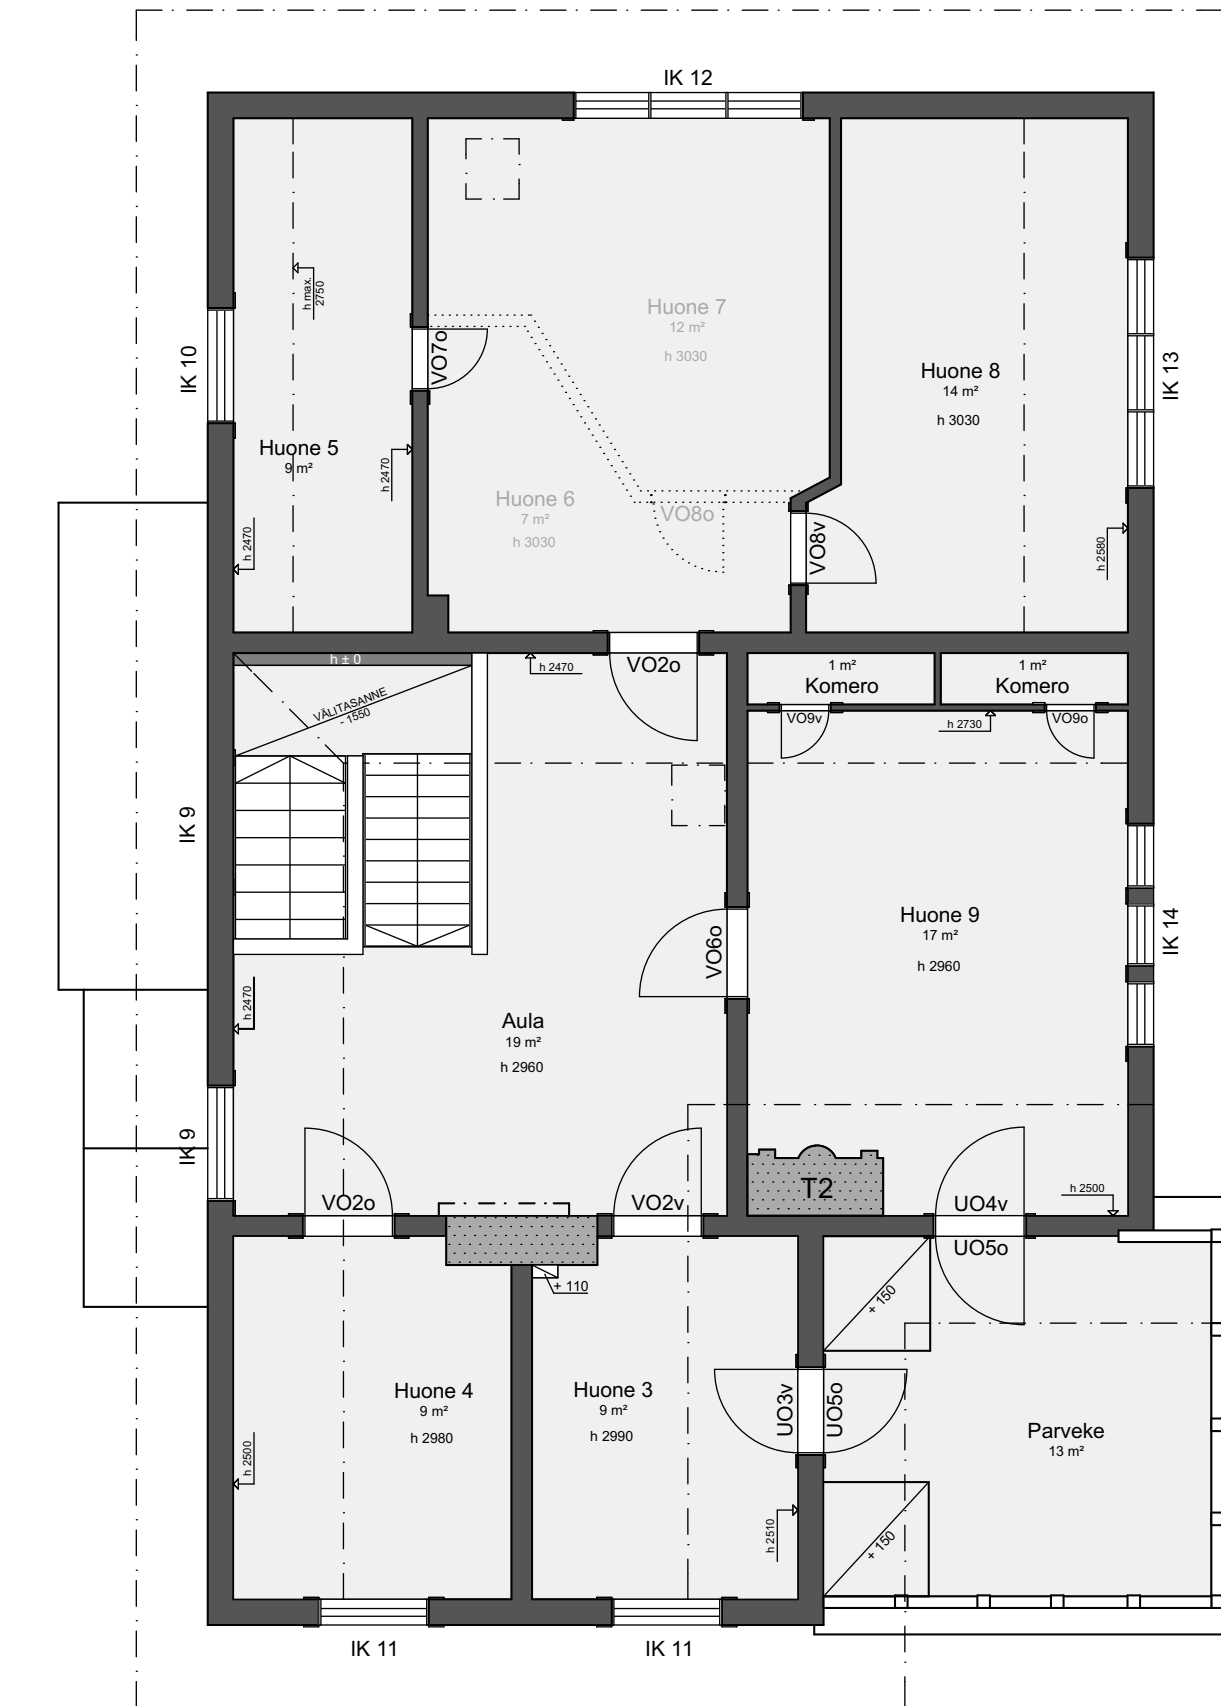 IK 12
h max.
2750
Huone 7
12 m²
h 3030
VO7o
IK 10
IK 13
Huone 8
14 m²
h 3030
Huone 5
9 m²
h 2470
Huone 6
7 m²
h 3030
VO8o
VO8v
h 2470
h 2580
h ± 0
h 2470
VO2o
1 m²
Komero
1 m²
Komero
VÄLITASANNE
- 1550
VO9v
h 2730
VO9o
IK 9
Huone 9
17 m²
h 2960
VO6o
IK 14
h 2470
Aula
19 m²
h 2960
IK 9
VO2o
VO2v
T2
h 2500
UO4v
UO5o
+ 110
+ 150
Huone 4
9 m²
h 2980
Huone 3
9 m²
h 2990
UO3v
UO5o
Parveke
13 m²
h 2500
h 2510
+ 150
IK 11
IK 11